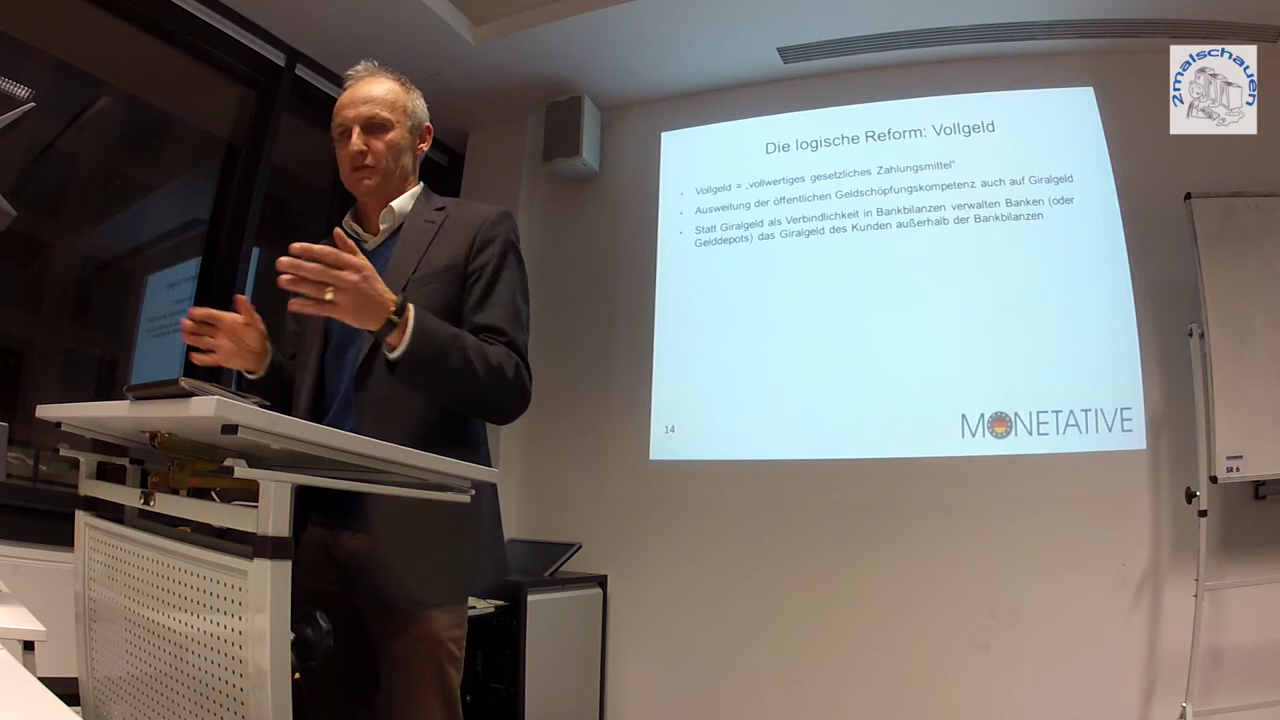 2malschauen
Die logische Reform: Vollgeld
Vollgeld = „vollwertiges gesetzliches Zahlungsmittel“
Ausweitung der öffentlichen Geldschöpfungskompetenz auch auf Giralgeld
Statt Giralgeld als Verbindlichkeit in Bankbilanzen verwalten Banken (oder
Gelddepots) das Giralgeld des Kunden außerhalb der Bankbilanzen
14
MONETATIVE
SR 6